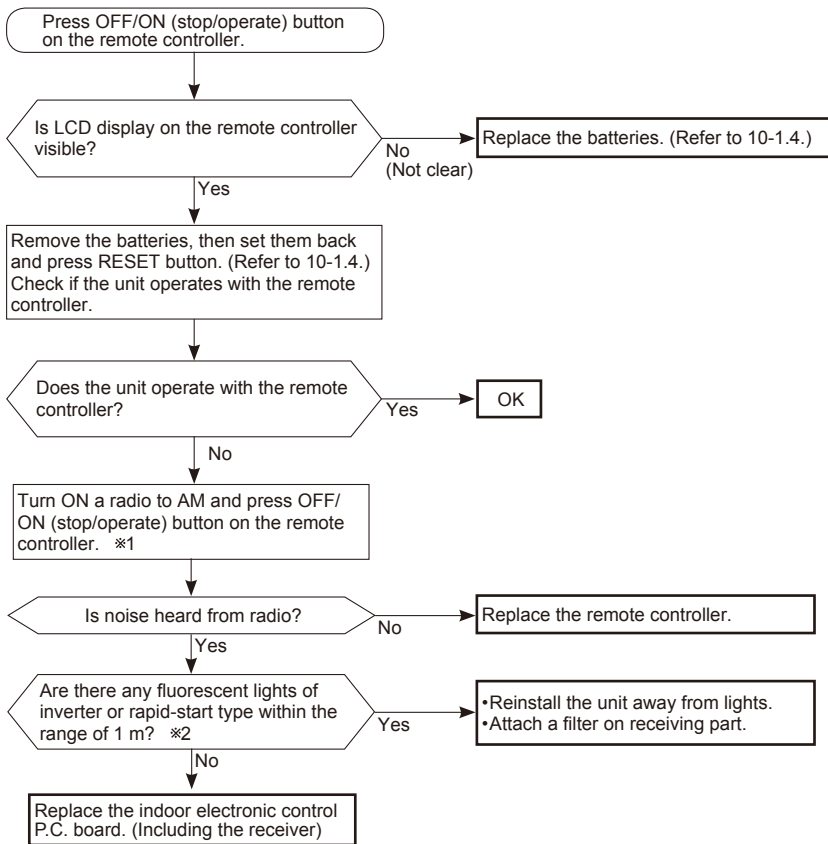 Press OFF/ON (stop/operate) button
on the remote controller.
Is LCD display on the remote controller
visible?
No
(Not clear)
Replace the batteries. (Refer to 10-1.4.)
Yes
Remove the batteries, then set them back
and press RESET button. (Refer to 10-1.4.)
Check if the unit operates with the remote
controller.
Does the unit operate with the remote
controller?
Yes
OK
No
Turn ON a radio to AM and press OFF/
ON (stop/operate) button on the remote
controller. ※1
Is noise heard from radio?
No
Replace the remote controller.
Yes
Are there any fluorescent lights of
inverter or rapid-start type within the
range of 1 m? ※2
Yes
•Reinstall the unit away from lights.
•Attach a filter on receiving part.
No
Replace the indoor electronic control
P.C. board. (Including the receiver)